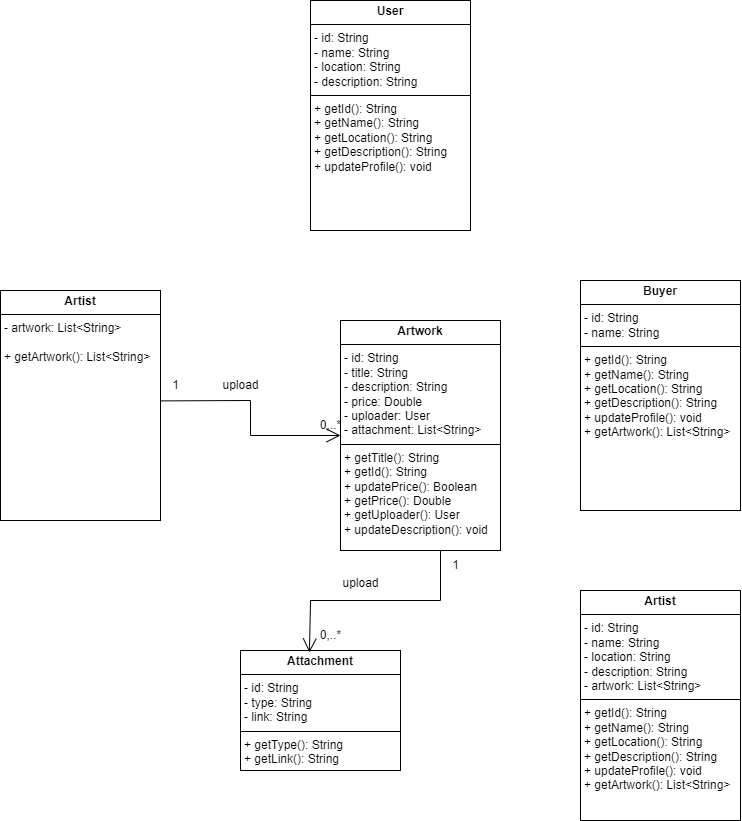 User
- id: String
- name: String
- location: String
- description: String
+ getId(): String
+ getName(): String
+ getLocation(): String
+ getDescription(): String
+ updateProfile(): void
Artist
- artwork: List<String>
+ getArtwork(): List<String>
1
upload
0,..*
Artwork
- id: String
- title: String
- description: String
- price: Double
- uploader: User
- attachment: List<String>
+ getTitle(): String
+ getId(): String
+ updatePrice(): Boolean
+ getPrice(): Double
+ getUploader(): User
+ updateDescription(): void
Buyer
- id: String
- name: String
+ getId(): String
+ getName(): String
+ getLocation(): String
+ getDescription(): String
+ updateProfile(): void
+ getArtwork(): List<String>
1
upload
0,..*
Attachment
- id: String
- type: String
- link: String
+ getType(): String
+ getLink(): String
Artist
- id: String
- name: String
- location: String
- description: String
- artwork: List<String>
+ getId(): String
+ getName(): String
+ getLocation(): String
+ getDescription(): String
+ updateProfile(): void
+ getArtwork(): List<String>